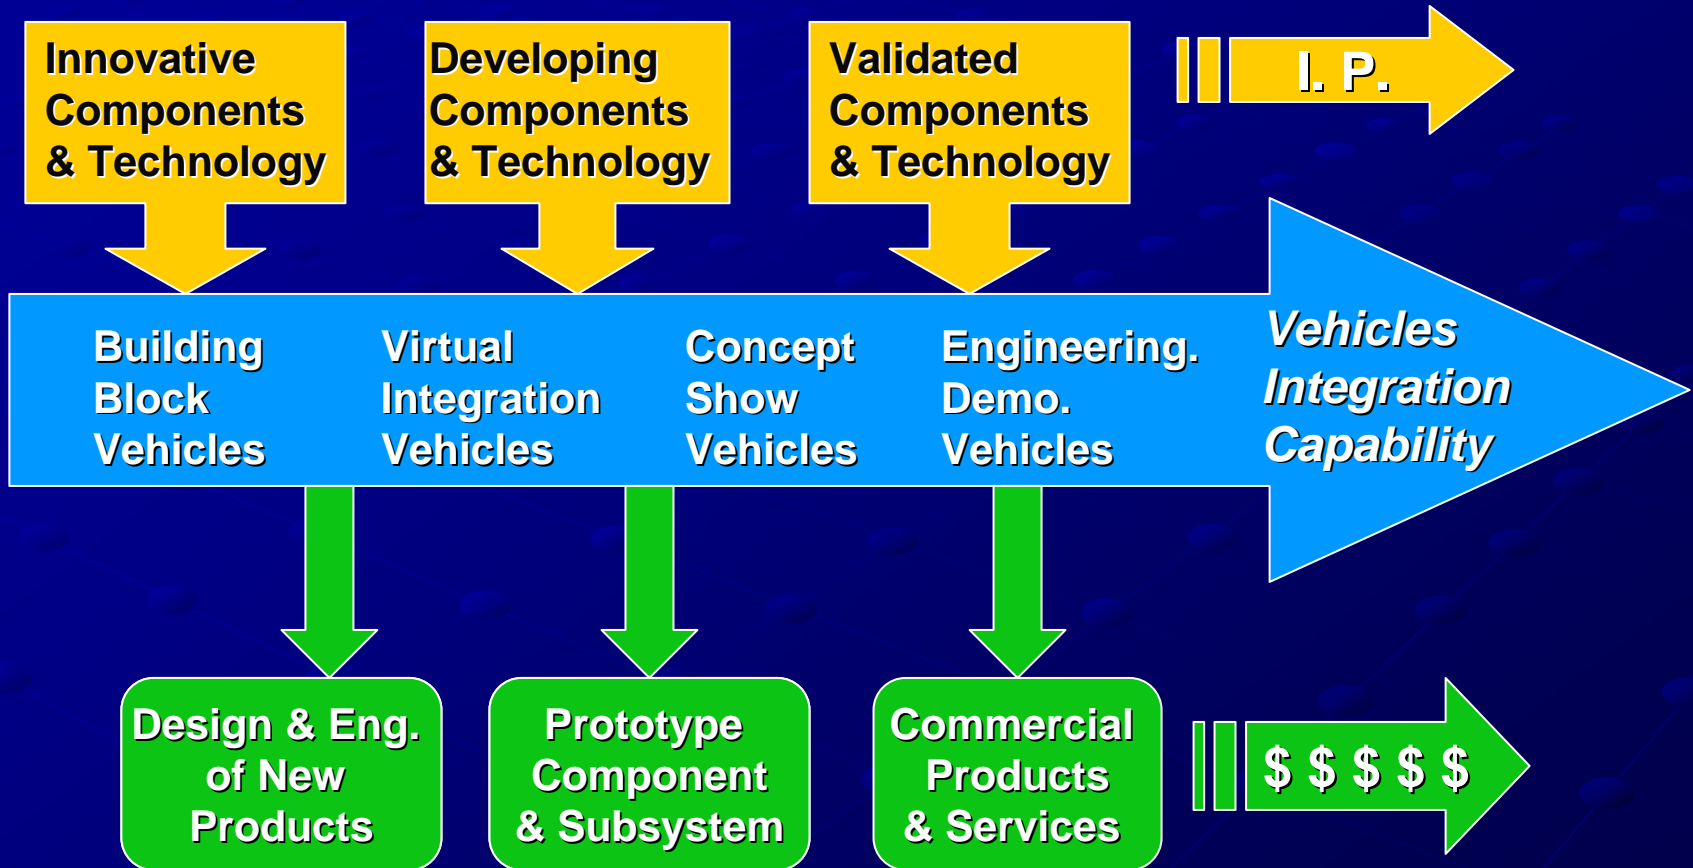 Innovative
Components
& Technology
Developing
Components
& Technology
Validated
Components
& Technology
I. P.
Building
Block
Vehicles
Virtual
Integration
Vehicles
Concept
Show
Vehicles
Engineering.
Demo.
Vehicles
Vehicles
Integration
Capability
Design & Eng.
of New
Products
Prototype
Component
& Subsystem
Commercial
Products
& Services
$ $ $ $ $